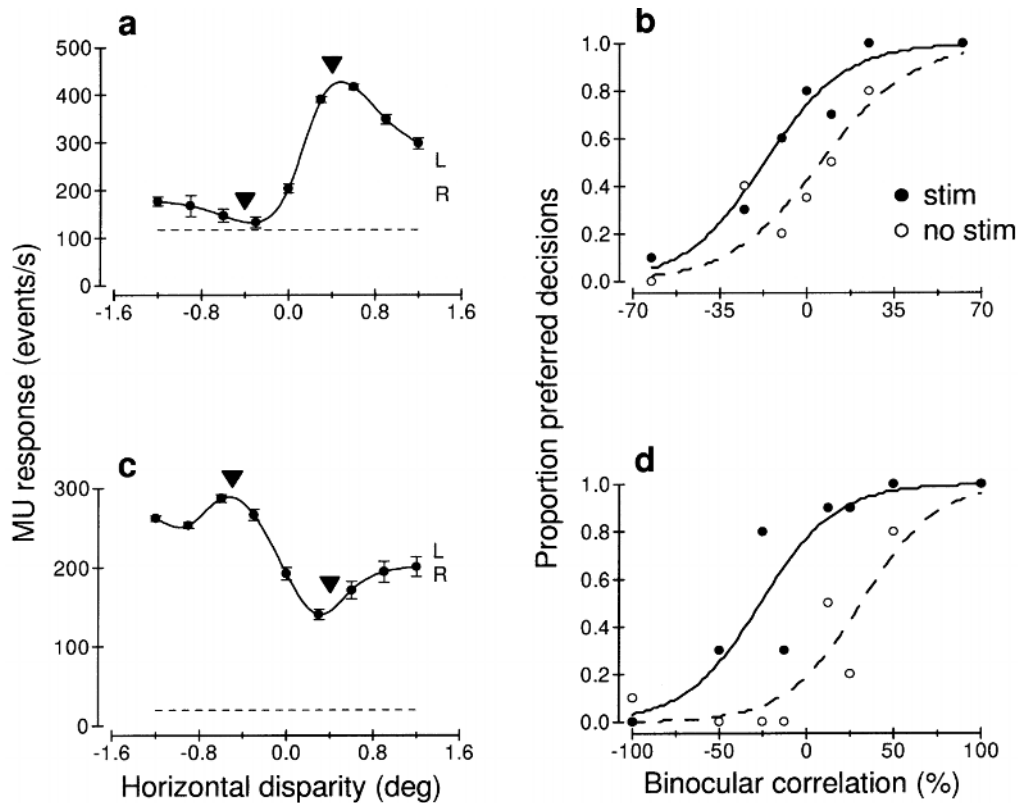 a
500
400
300
200
100
0
L
R
-1.6 -0.8 0.0 0.8 1.6
b
1.0
0.8
0.6
0.4
0.2
0.0
stim
no stim
-70 -35 0 35 70
c
300
200
100
0
L
R
-1.6 -0.8 0.0 0.8 1.6
d
1.0
0.8
0.6
0.4
0.2
0.0
-100 -50 0 50 100
MU response (events/s)
Proportion preferred decisions
Horizontal disparity (deg)
Binocular correlation (%)